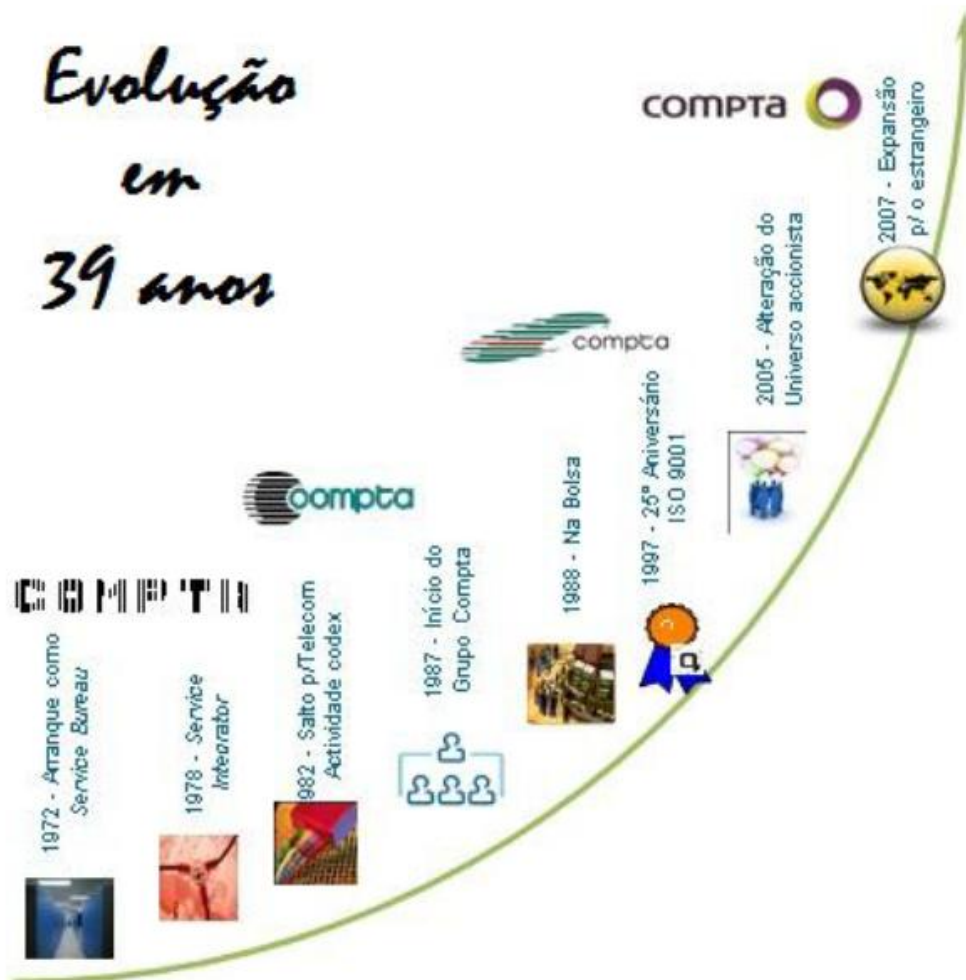 Evolução
em
39 anos
COMPTA
1972 - Arranque como
Service Bureau
1978 - Service
Integrator
compta
982 - Salto p/Telecom
Actividade codex
1987 - Início do
Grupo Compta
compta
1988 - Na Bolsa
1997 - 25º Aniversário
ISO 9001
COMPTa
2005 - Alteração do
Universo accionista
2007 - Expansão
p/ o estrangeiro